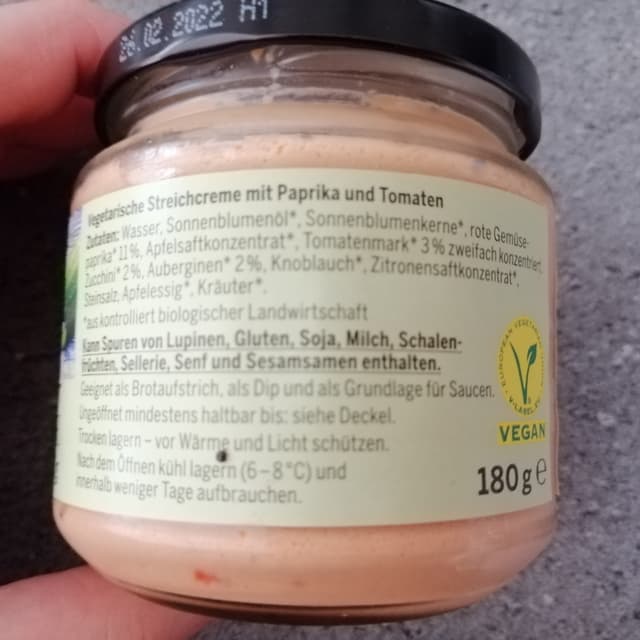 26.02.2022 H1
Vegetarische Streichcreme mit Paprika und Tomaten
Zutaten: Wasser, Sonnenblumenöl*, Sonnenblumenkerne*, rote Gemüse-
paprika* 11%, Apfelsaftkonzentrat*, Tomatenmark* 3% zweifach konzentriert,
Zucchini* 2%, Auberginen* 2%, Knoblauch*, Zitronensaftkonzentrat*,
Steinsalz, Apfelessig*, Kräuter*.
*aus kontrolliert biologischer Landwirtschaft
Kann Spuren von Lupinen, Gluten, Soja, Milch, Schalen-
früchten, Sellerie, Senf und Sesamsamen enthalten.
Geeignet als Brotaufstrich, als Dip und als Grundlage für Saucen.
Ungeöffnet mindestens haltbar bis: siehe Deckel.
Trocken lagern – vor Wärme und Licht schützen.
Nach dem Öffnen kühl lagern (6–8°C) und
innerhalb weniger Tage aufbrauchen.
V-LABEL.EU
VEGAN
180g e